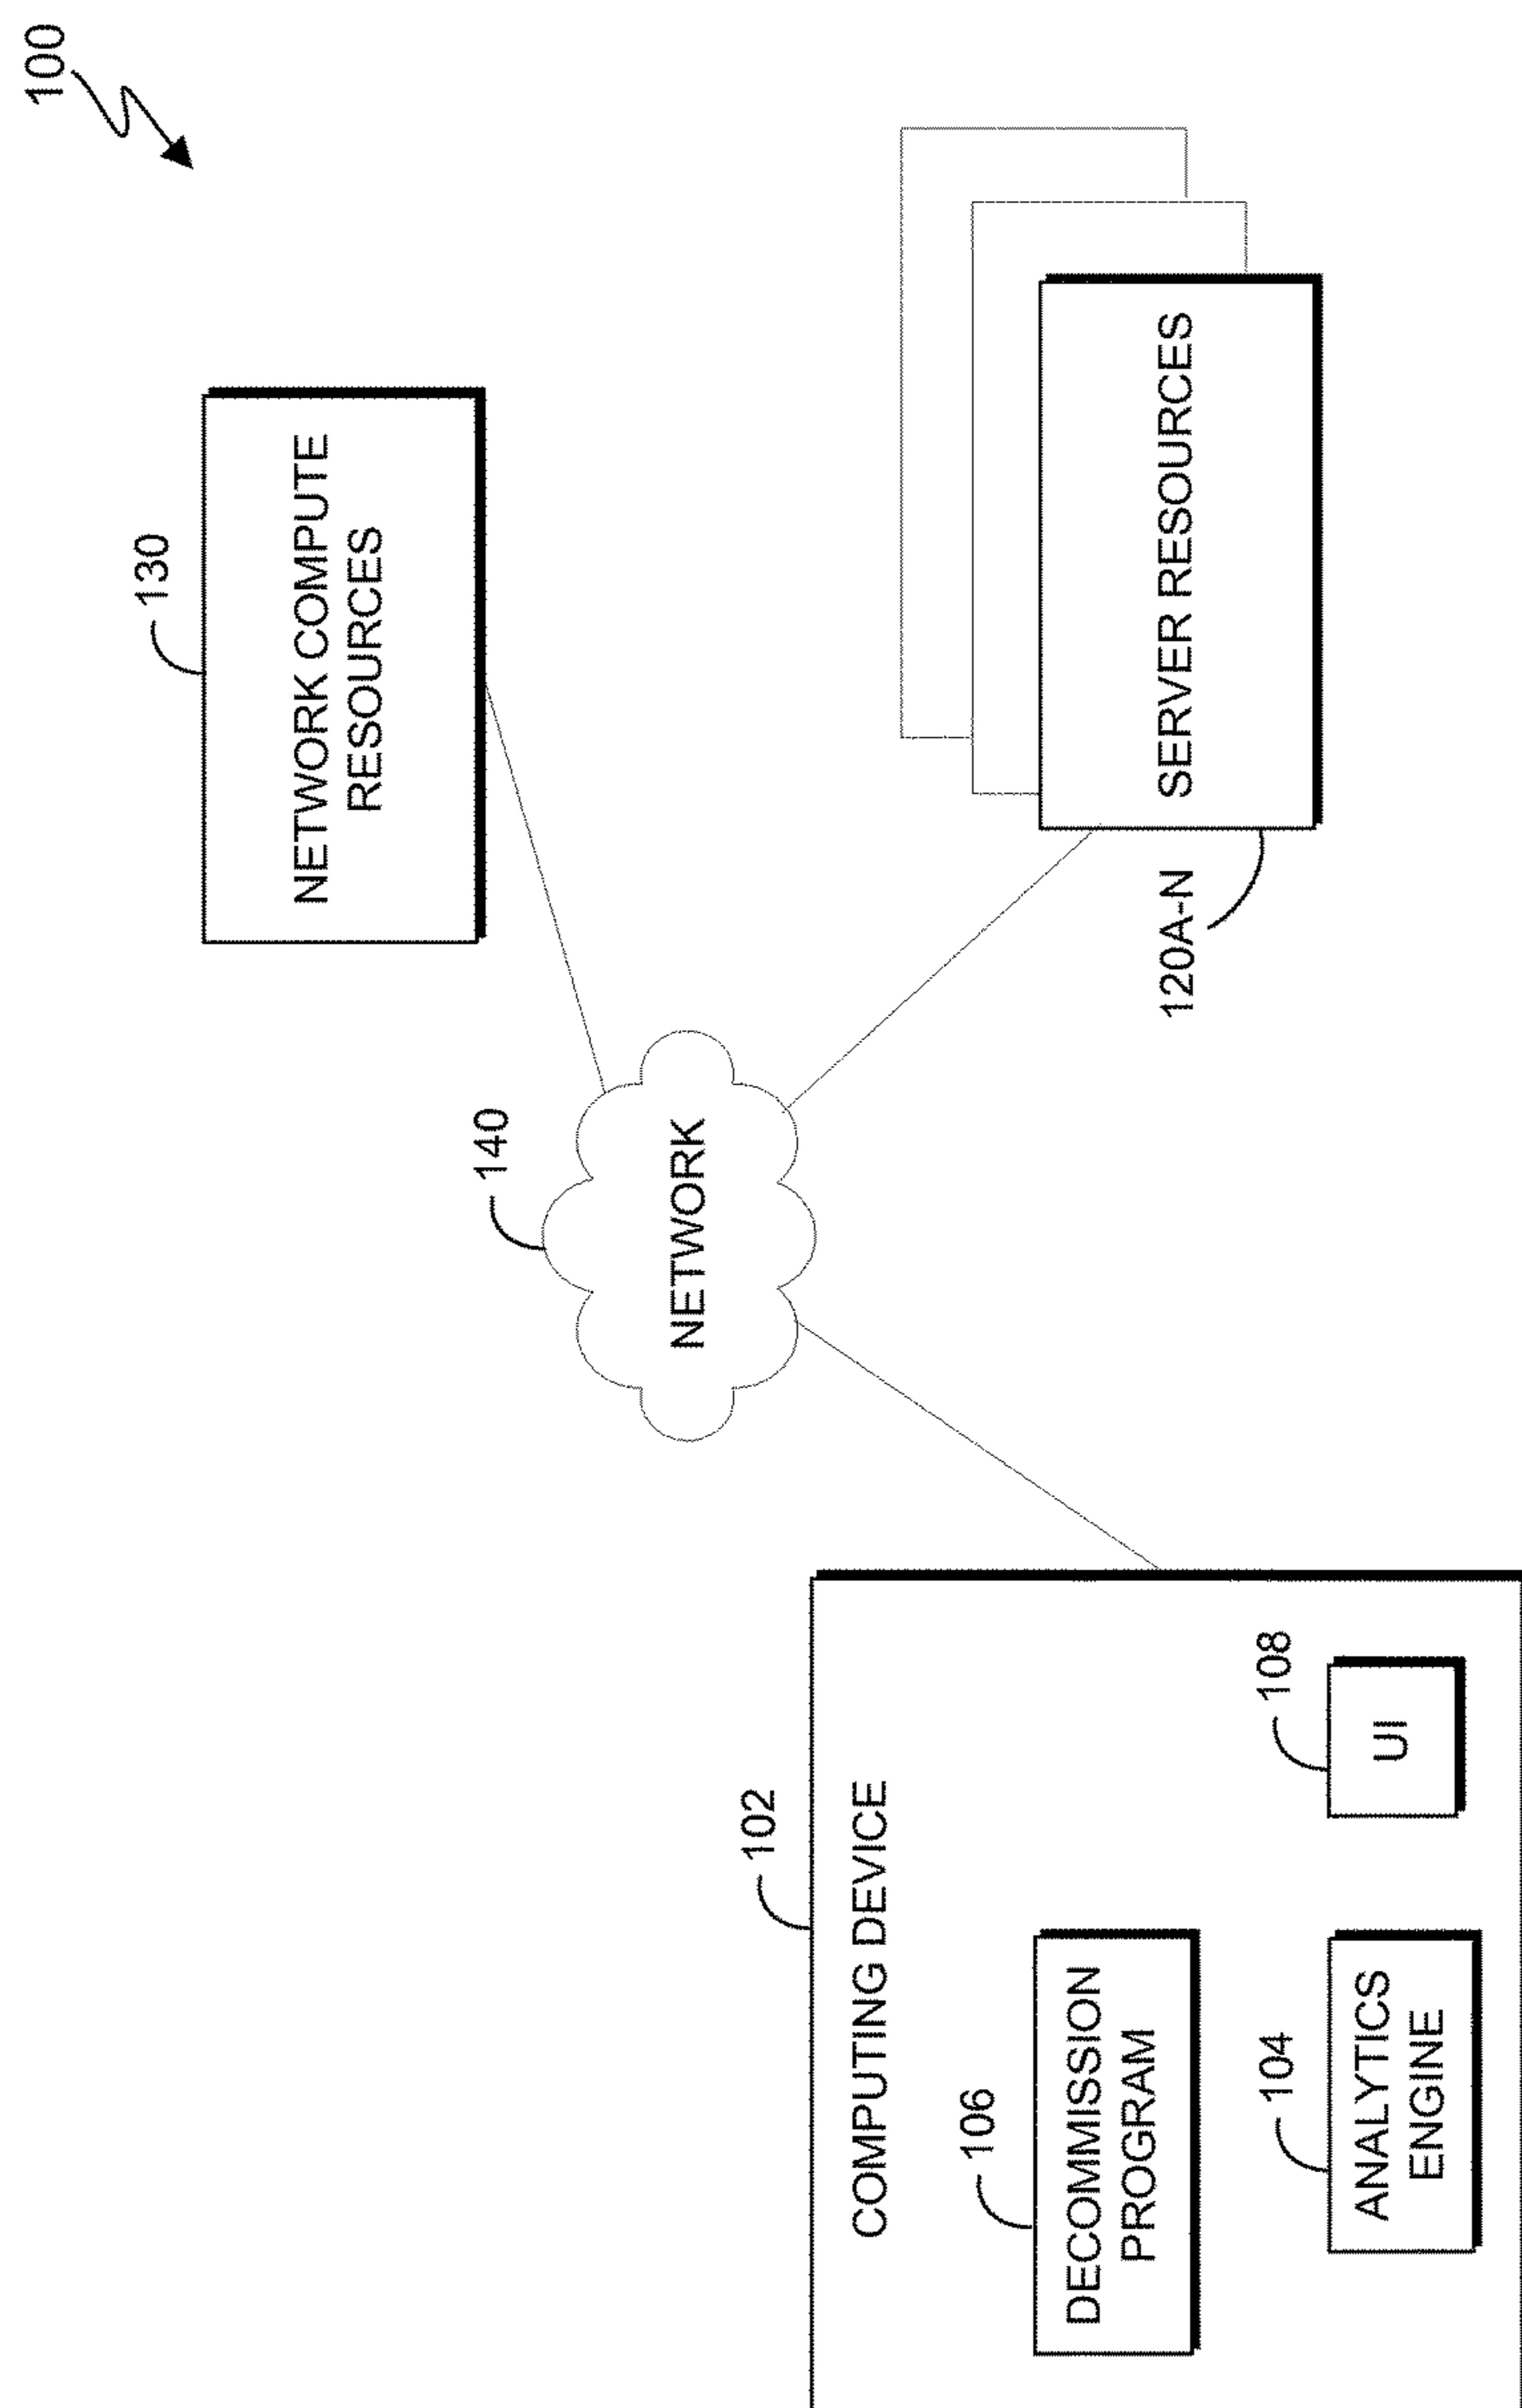 100
130
NETWORK COMPUTE
RESOURCES
140
NETWORK
SERVER RESOURCES
120A-N
102
COMPUTING DEVICE
106
DECOMMISSION
PROGRAM
108
UI
104
ANALYTICS
ENGINE